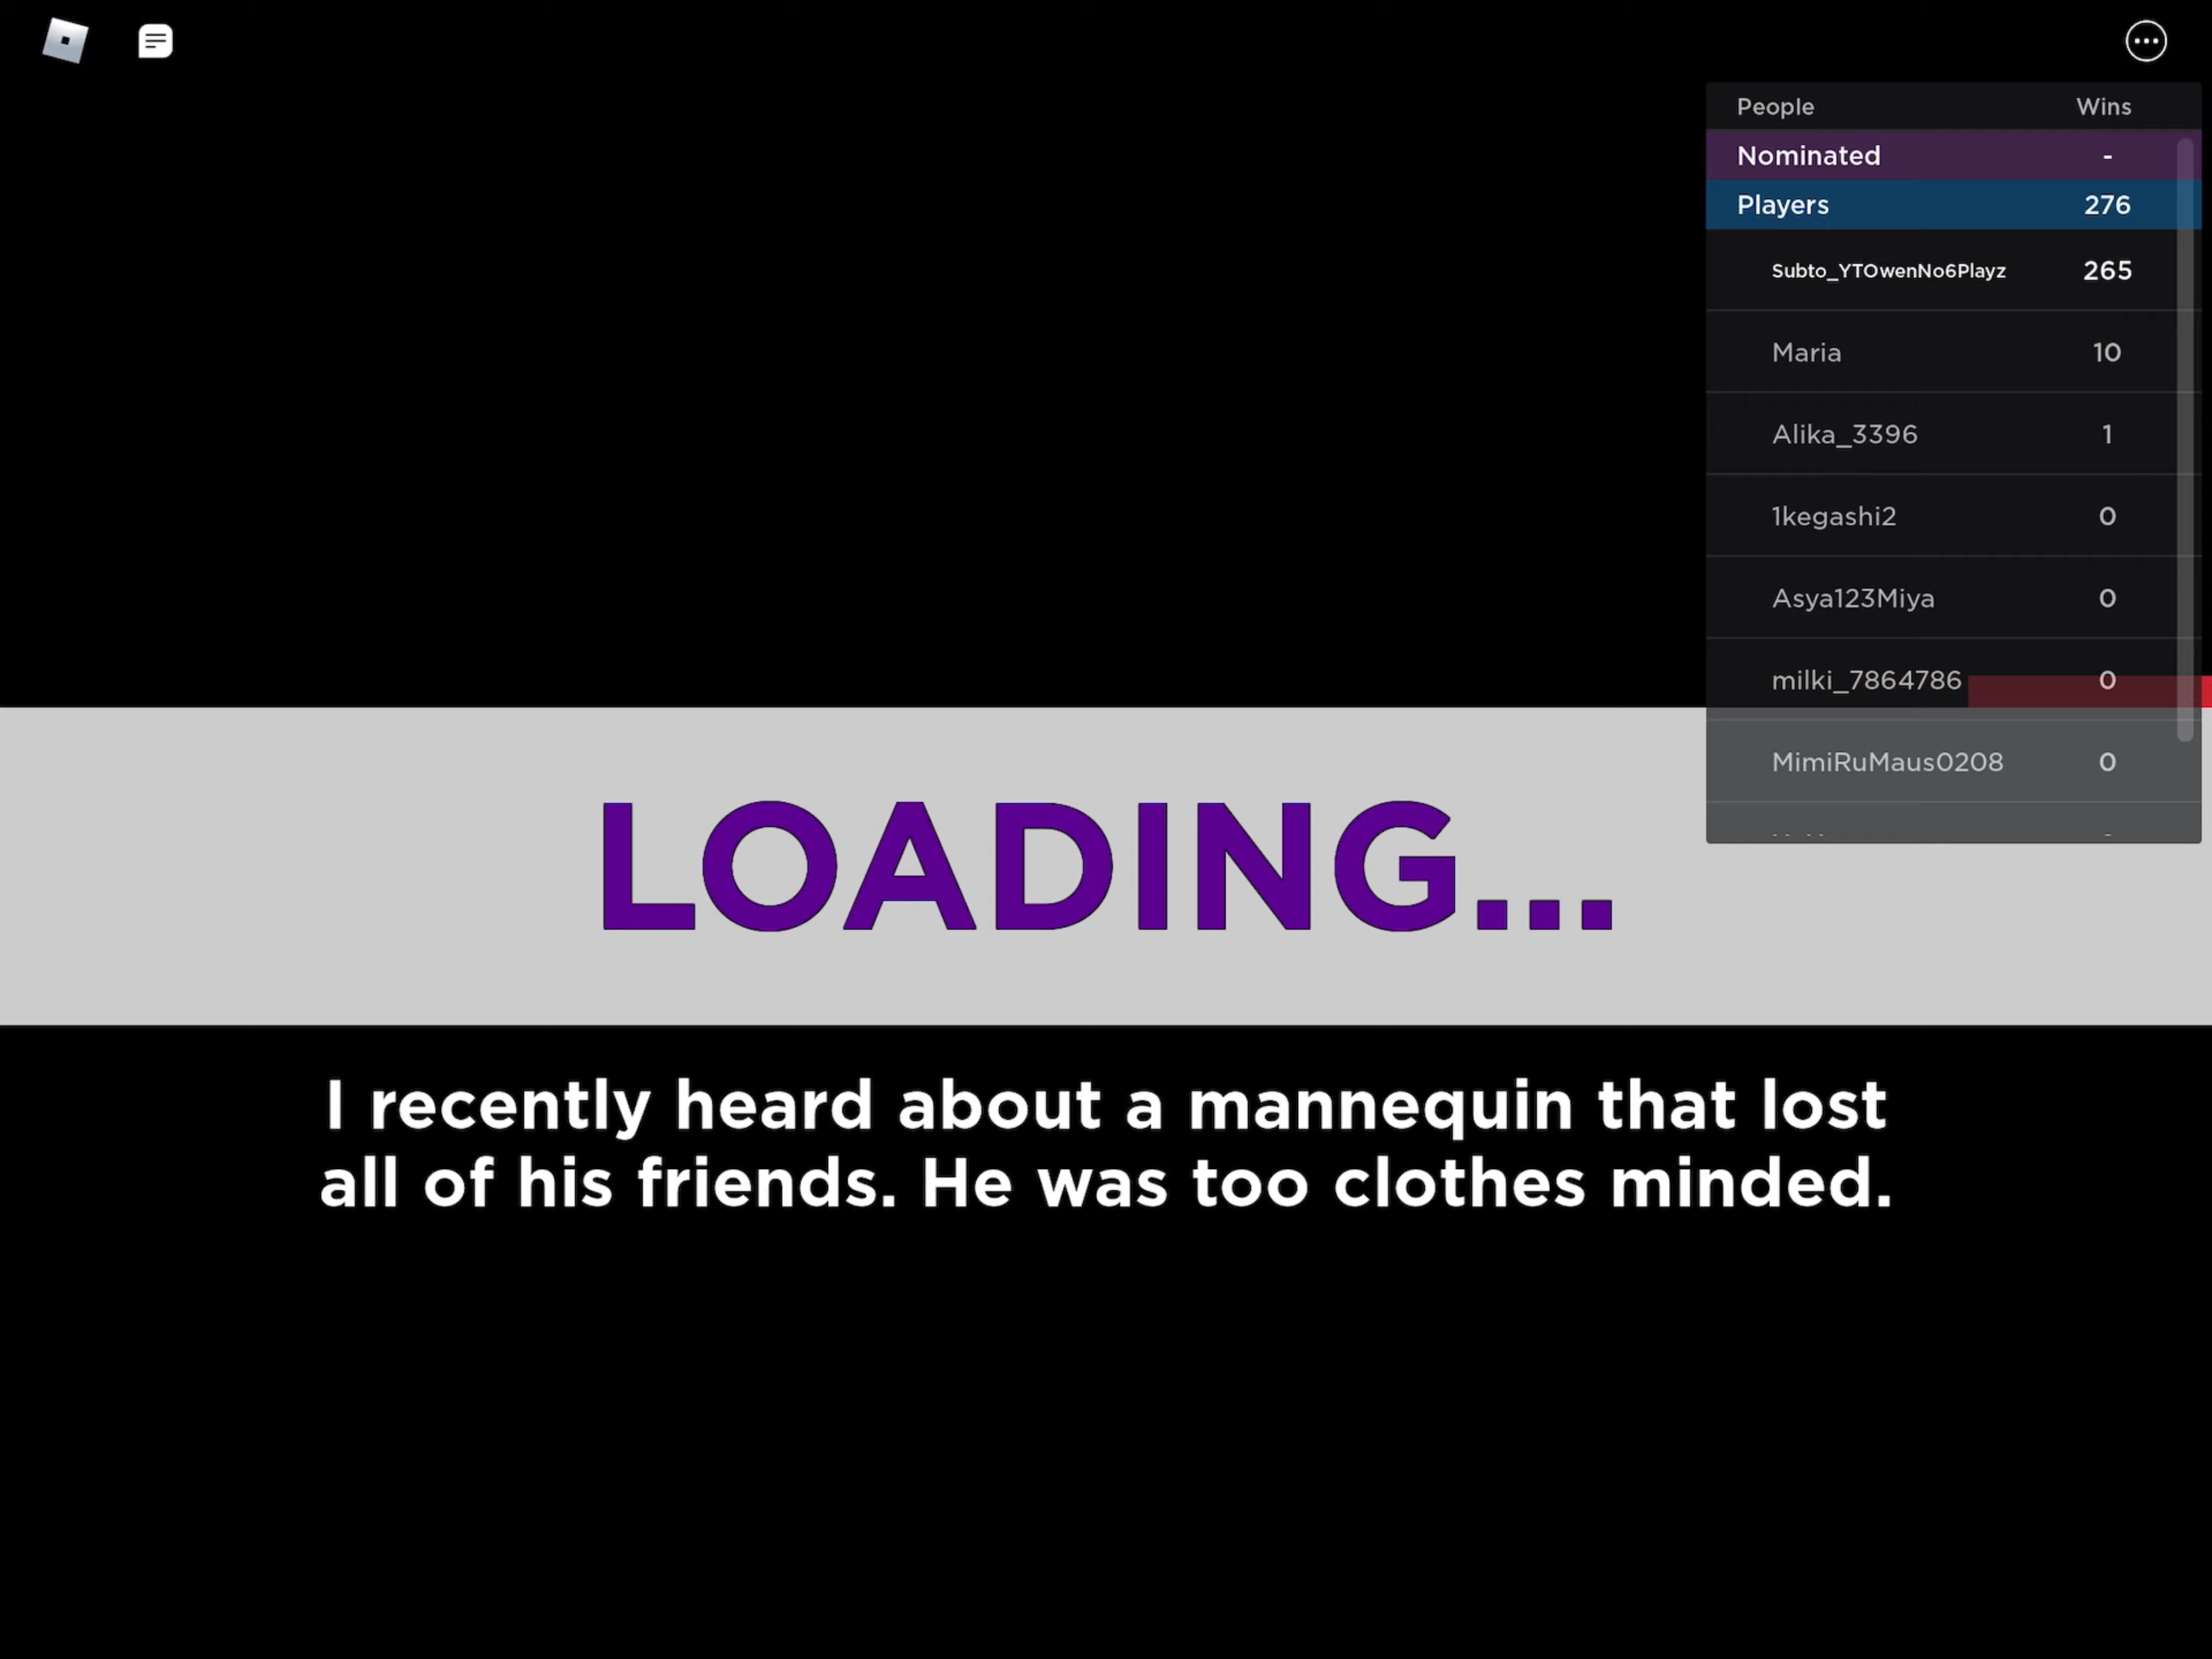 People Wins
Nominated -
Players 276
Subto_YTOwenNo6Playz 265
Maria 10
Alika_3396 1
1kegashi2 0
Asya123Miya 0
milki_7864786 0
MimiRuMaus0208 0
LOADING...
I recently heard about a mannequin that lost
all of his friends. He was too clothes minded.